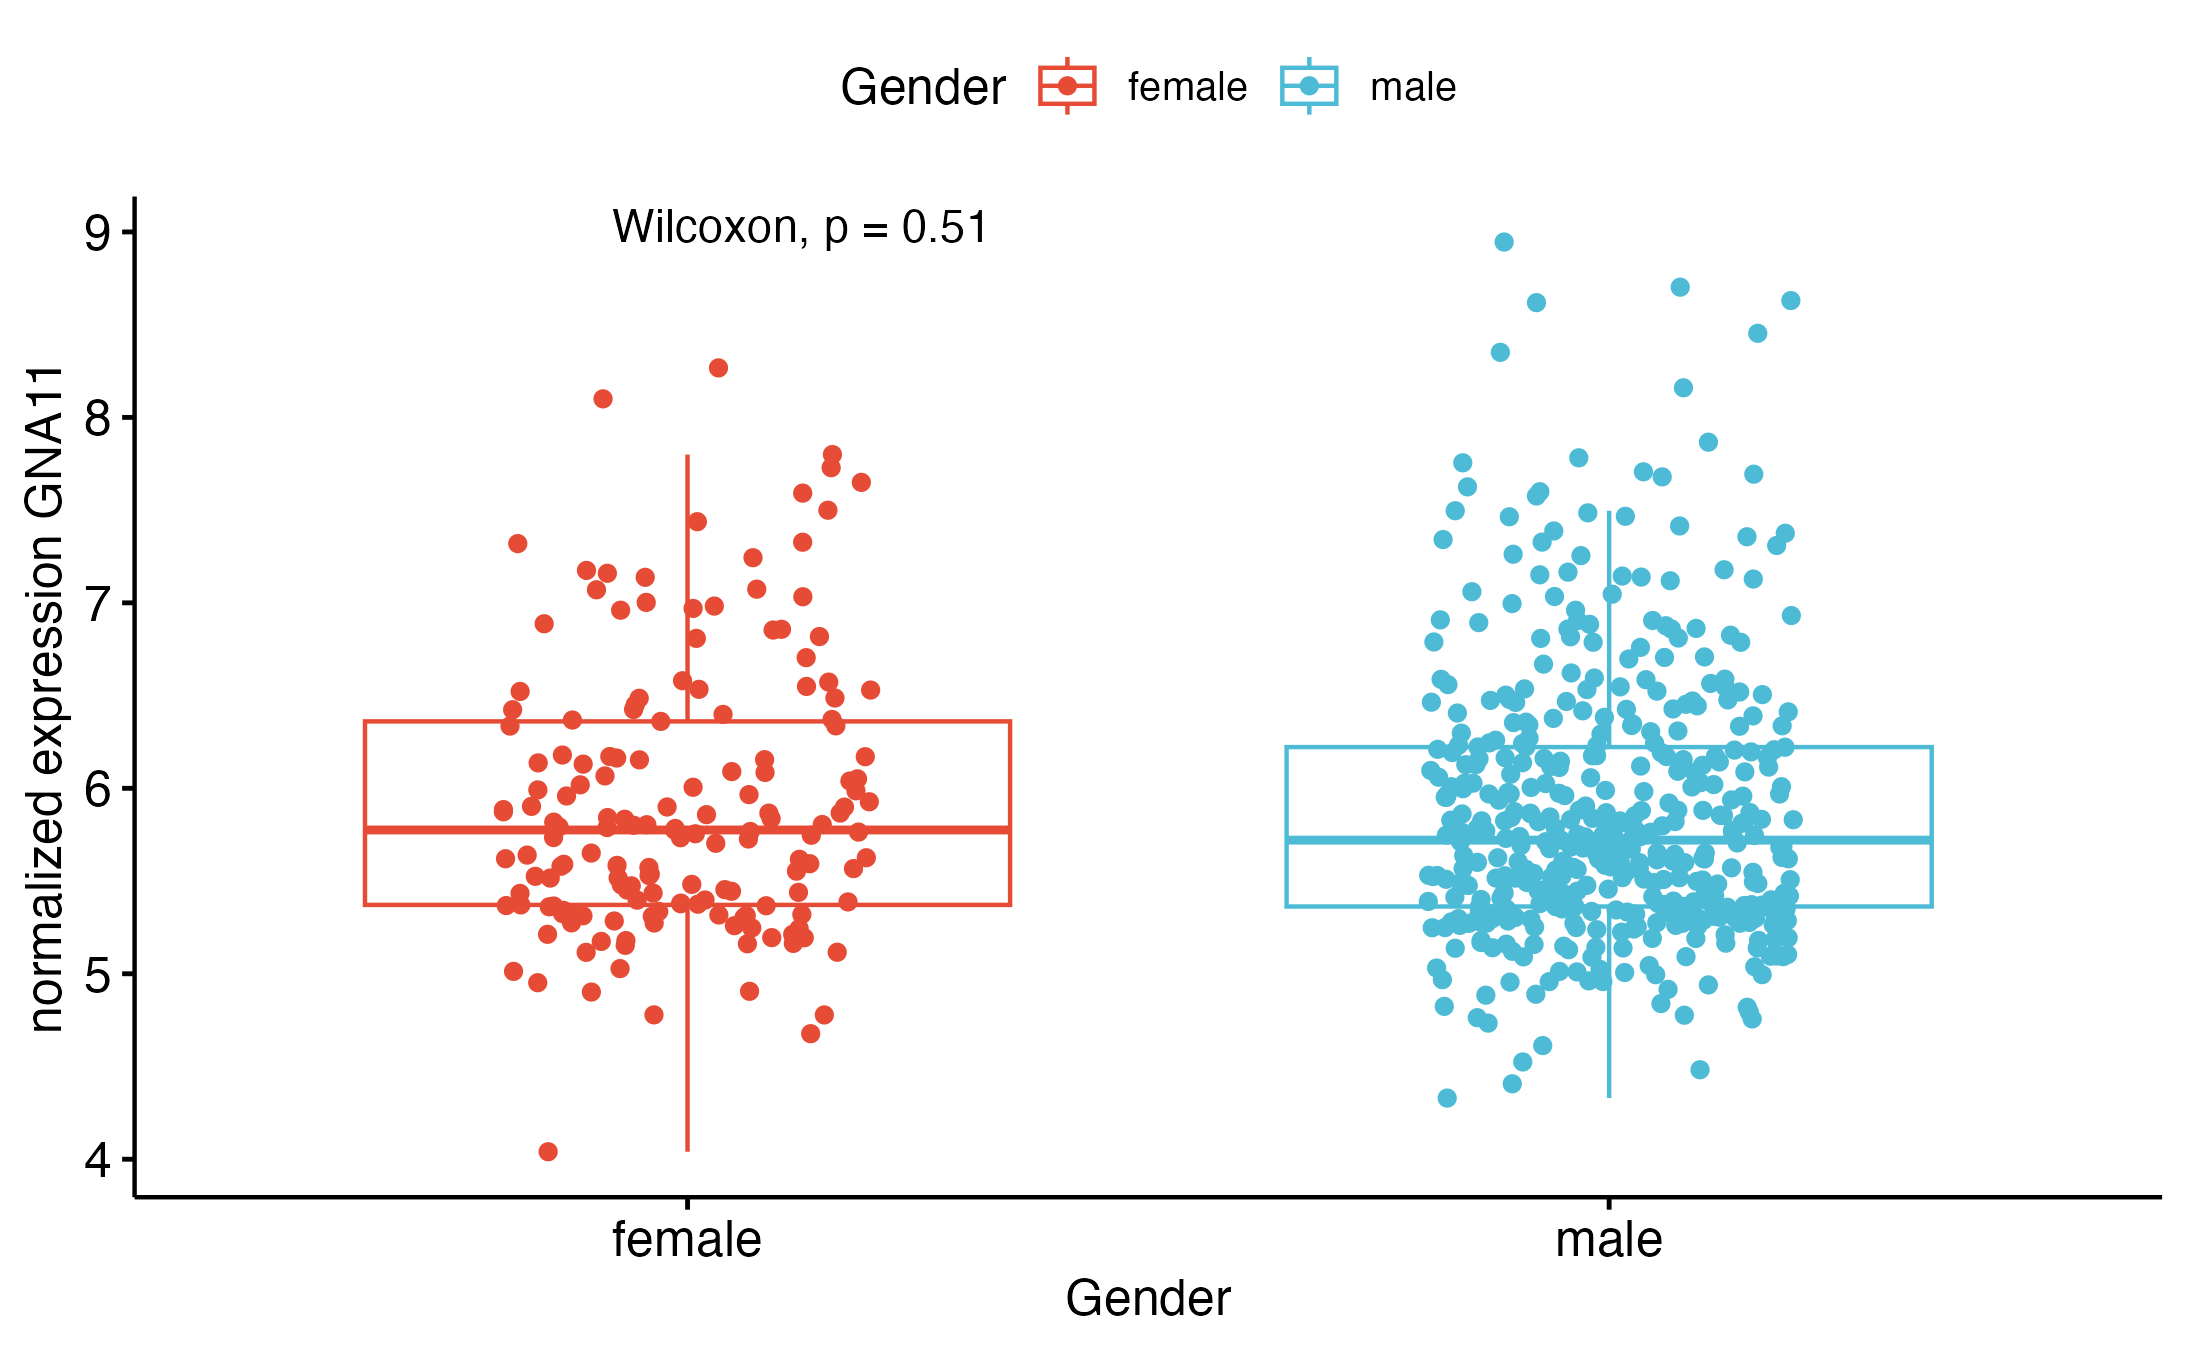 Gender female male
Wilcoxon, p = 0.51
normalized expression GNA11
9
8
7
6
5
4
female male
Gender